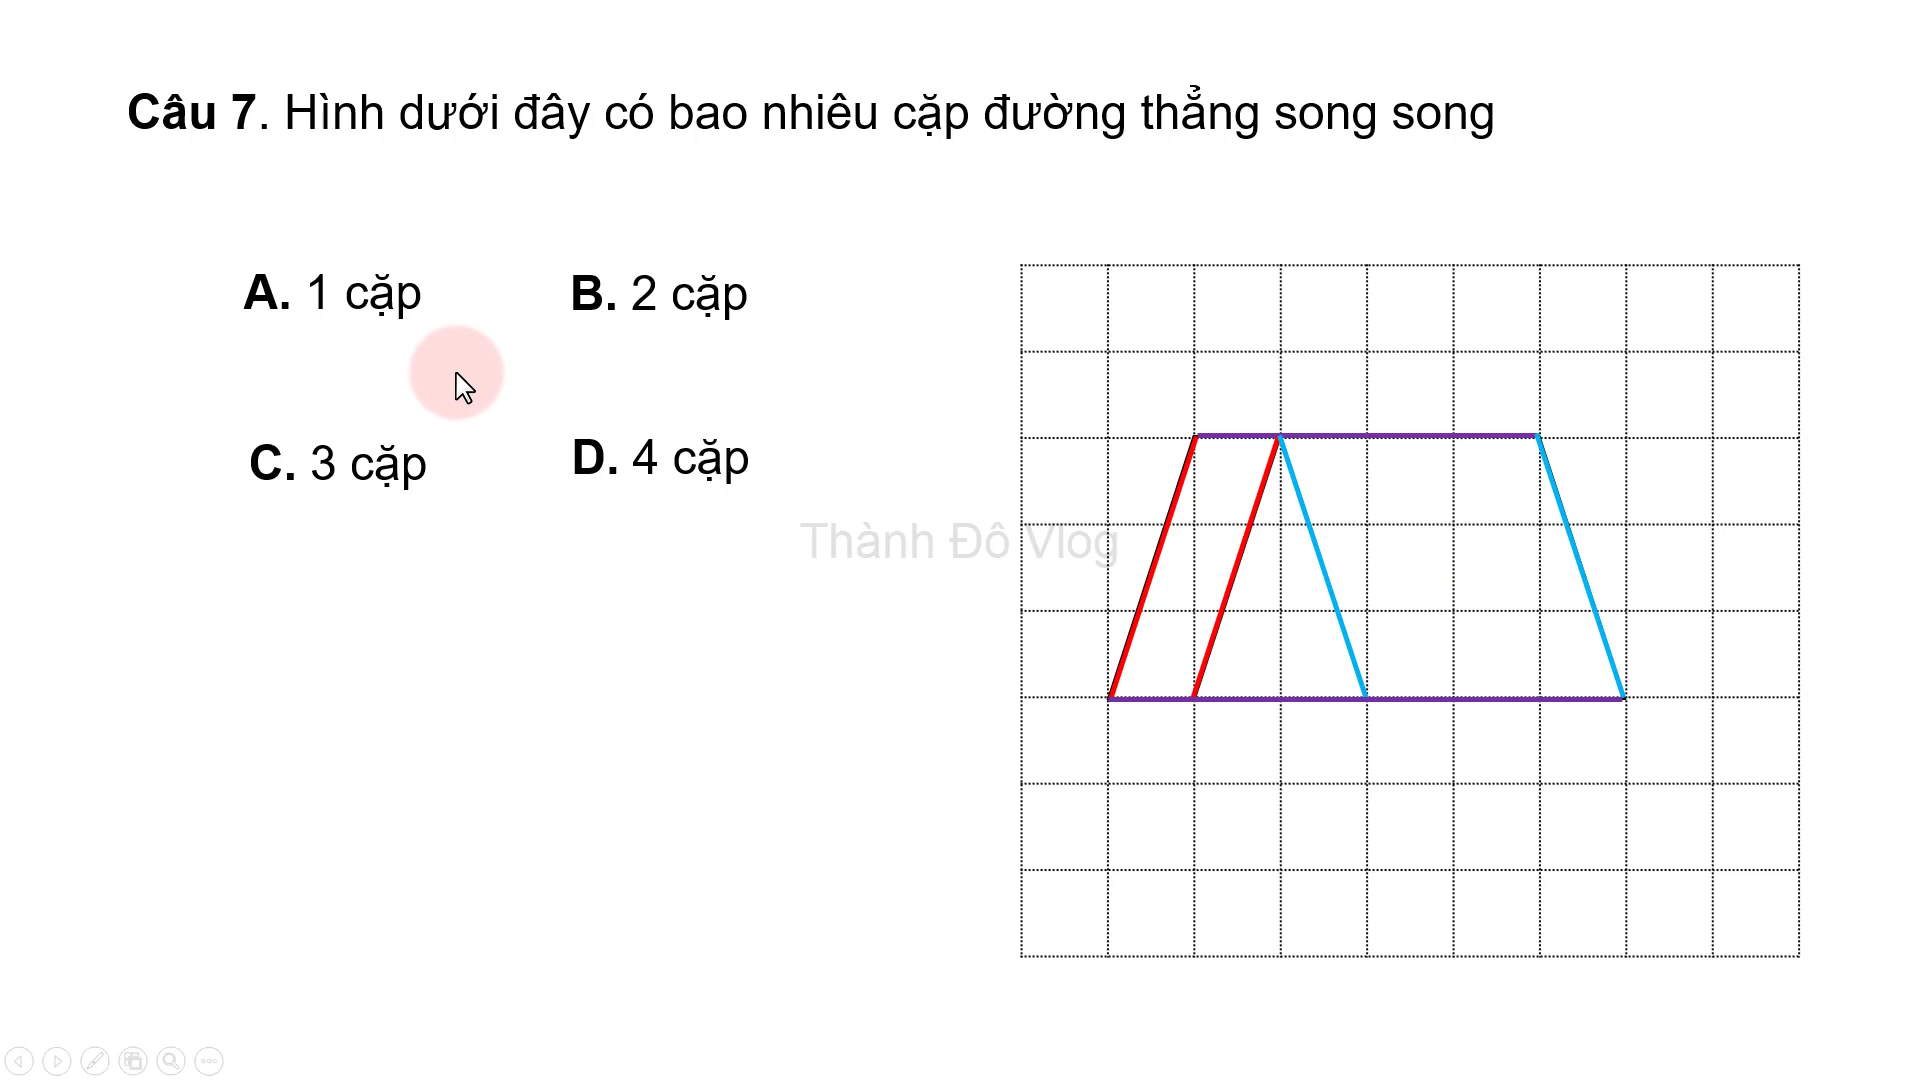 Câu 7. Hình dưới đây có bao nhiêu cặp đường thẳng song song
A. 1 cặp
B. 2 cặp
C. 3 cặp
D. 4 cặp
Thành Đô Vlog